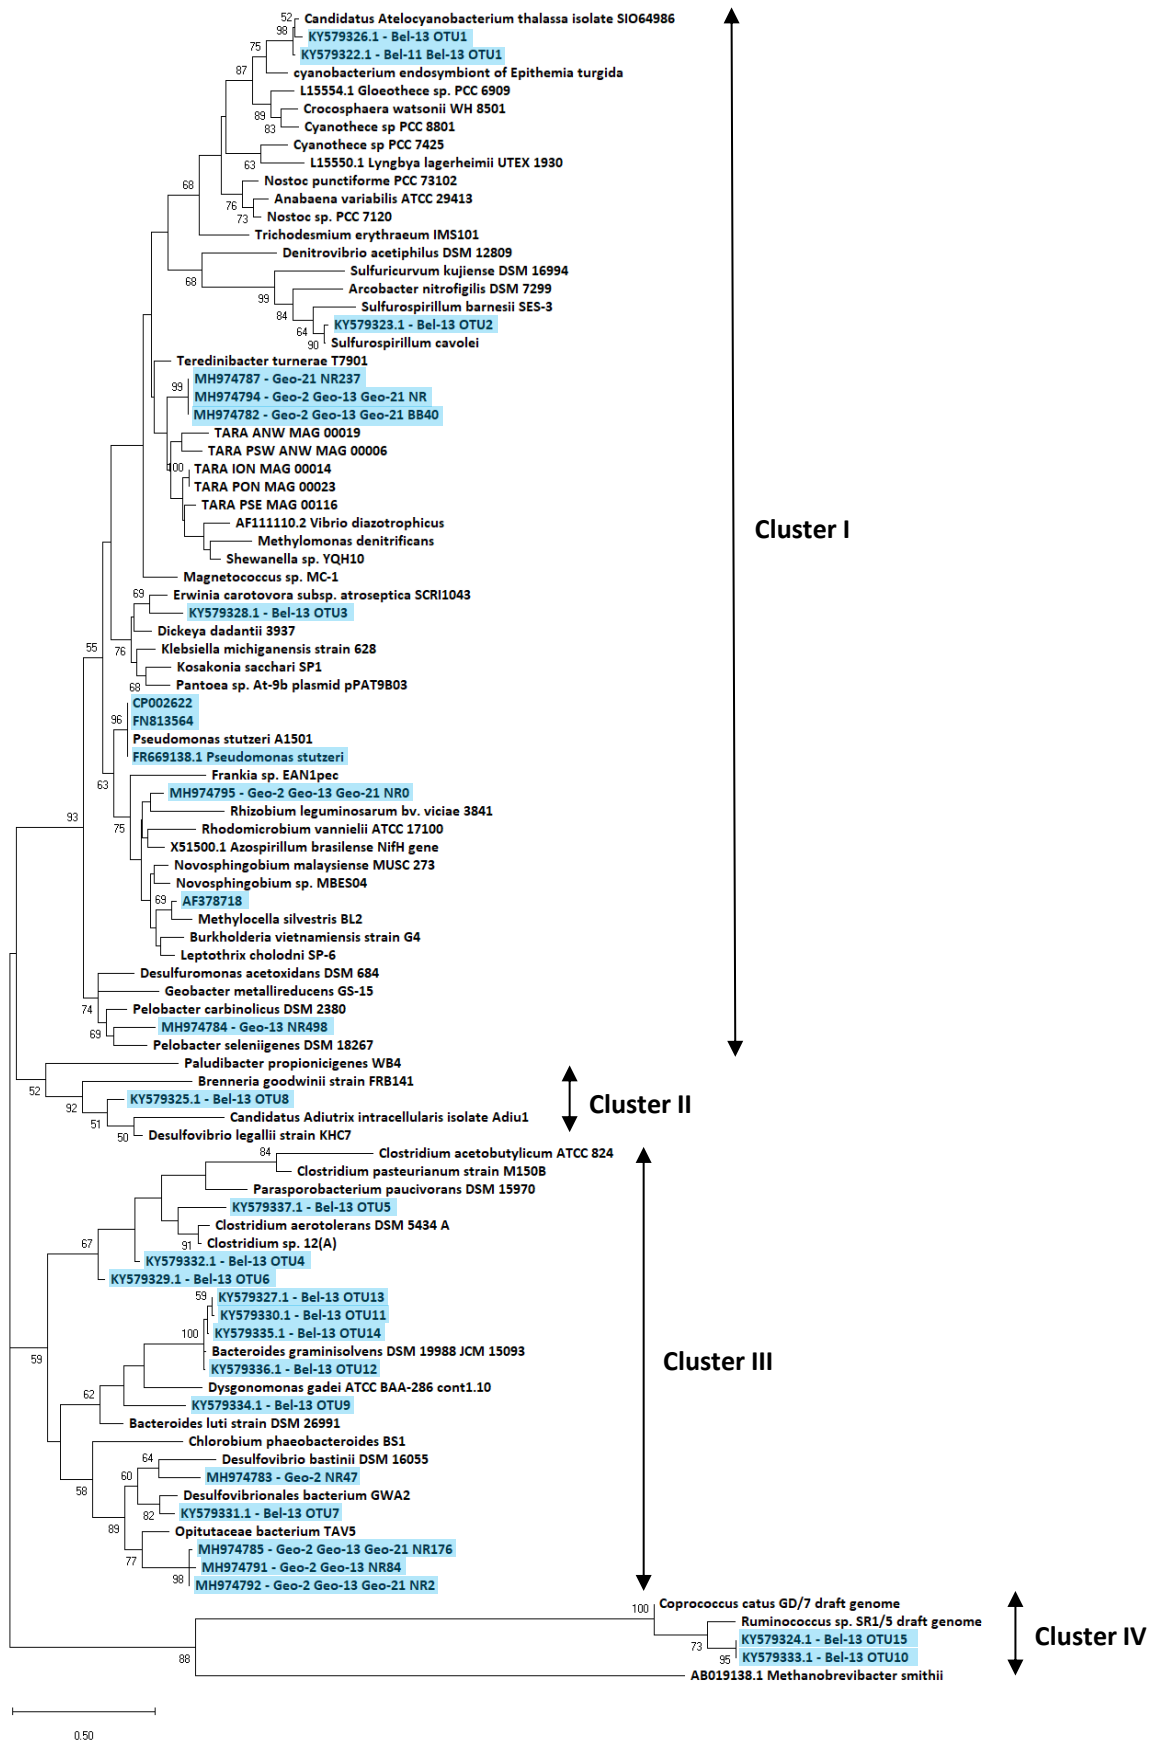 52
Candidatus Atelocyanobacterium thalassa isolate SIO64986
98
KY579326.1 - Bel-13 OTU1
75
KY579322.1 - Bel-11 Bel-13 OTU1
87
cyanobacterium endosymbiont of Epithemia turgida
L15554.1 Gloeothece sp. PCC 6909
89
Crocosphaera watsonii WH 8501
83
Cyanothece sp PCC 8801
Cyanothece sp PCC 7425
63
L15550.1 Lyngbya lagerheimii UTEX 1930
68
Nostoc punctiforme PCC 73102
76
Anabaena variabilis ATCC 29413
73
Nostoc sp. PCC 7120
Trichodesmium erythraeum IMS101
Denitrovibrio acetiphilus DSM 12809
68
Sulfuricurvum kujiense DSM 16994
99
Arcobacter nitrofigilis DSM 7299
84
Sulfurospirillum barnesii SES-3
64
KY579323.1 - Bel-13 OTU2
90
Sulfurospirillum cavolei
Teredinibacter turnerae T7901
99
MH974787 - Geo-21 NR237
MH974794 - Geo-2 Geo-13 Geo-21 NR
MH974782 - Geo-2 Geo-13 Geo-21 BB40
TARA ANW MAG 00019
TARA PSW ANW MAG 00006
100
TARA ION MAG 00014
TARA PON MAG 00023
TARA PSE MAG 00116
AF111110.2 Vibrio diazotrophicus
Cluster I
Methylomonas denitrificans
Shewanella sp. YQH10
Magnetococcus sp. MC-1
69
Erwinia carotovora subsp. atroseptica SCRI1043
KY579328.1 - Bel-13 OTU3
Dickeya dadantii 3937
55
76
Klebsiella michiganensis strain 628
Kosakonia sacchari SP1
68
Pantoea sp. At-9b plasmid pPAT9B03
CP002622
96
FN813564
Pseudomonas stutzeri A1501
FR669138.1 Pseudomonas stutzeri
63
Frankia sp. EAN1pec
MH974795 - Geo-2 Geo-13 Geo-21 NR0
93
Rhizobium leguminosarum bv. viciae 3841
75
Rhodomicrobium vannielii ATCC 17100
X51500.1 Azospirillum brasilense NifH gene
Novosphingobium malaysiense MUSC 273
Novosphingobium sp. MBES04
69
AF378718
Methylocella silvestris BL2
Burkholderia vietnamiensis strain G4
Leptothrix cholodni SP-6
Desulfuromonas acetoxidans DSM 684
Geobacter metallireducens GS-15
74
Pelobacter carbinolicus DSM 2380
69
MH974784 - Geo-13 NR498
Pelobacter seleniigenes DSM 18267
Paludibacter propionicigenes WB4
52
Brenneria goodwinii strain FRB141
92
KY579325.1 - Bel-13 OTU8
Cluster II
51
Candidatus Adiutrix intracellularis isolate Adiu1
50
Desulfovibrio legallii strain KHC7
84
Clostridium acetobutylicum ATCC 824
Clostridium pasteurianum strain M150B
Parasporobacterium paucivorans DSM 15970
KY579337.1 - Bel-13 OTU5
Clostridium aerotolerans DSM 5434 A
67
91
Clostridium sp. 12(A)
KY579332.1 - Bel-13 OTU4
KY579329.1 - Bel-13 OTU6
59
KY579327.1 - Bel-13 OTU13
KY579330.1 - Bel-13 OTU11
100
KY579335.1 - Bel-13 OTU14
59
Bacteroides graminisolvens DSM 19988 JCM 15093
Cluster III
KY579336.1 - Bel-13 OTU12
62
Dysgonomonas gadei ATCC BAA-286 cont1.10
KY579334.1 - Bel-13 OTU9
Bacteroides luti strain DSM 26991
Chlorobium phaeobacteroides BS1
64
Desulfovibrio bastinii DSM 16055
60
MH974783 - Geo-2 NR47
58
Desulfovibrionales bacterium GWA2
82
KY579331.1 - Bel-13 OTU7
89
Opitutaceae bacterium TAV5
MH974785 - Geo-2 Geo-13 Geo-21 NR176
77
MH974791 - Geo-2 Geo-13 NR84
98
MH974792 - Geo-2 Geo-13 Geo-21 NR2
100
Coprococcus catus GD/7 draft genome
Ruminococcus sp. SR1/5 draft genome
73
KY579324.1 - Bel-13 OTU15
Cluster IV
88
95
KY579333.1 - Bel-13 OTU10
AB019138.1 Methanobrevibacter smithii
0.50